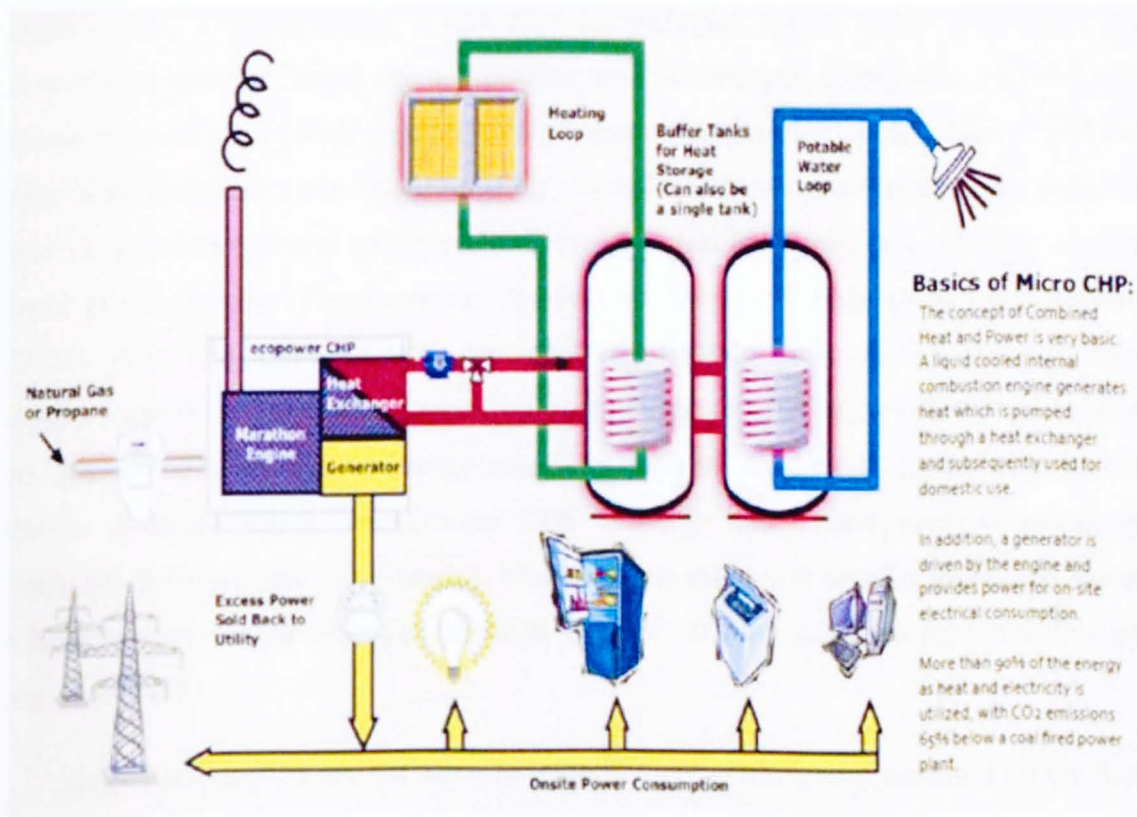 Heating
Loop
Buffer Tanks
for Heat
Storage
(Can also be
a single tank)
Potable
Water
Loop
ecopower CHP
Natural Gas
or Propane
Heat
Exchanger
Marathon
Engine
Generator
Excess Power
Sold Back to
Utility
Onsite Power Consumption
Basics of Micro CHP:
The concept of Combined
Heat and Power is very basic.
A liquid cooled internal
combustion engine generates
heat which is pumped
through a heat exchanger
and subsequently used for
domestic use.
In addition, a generator is
driven by the engine and
provides power for on-site
electrical consumption.
More than 90% of the energy
as heat and electricity is
utilized, with CO2 emissions
65% below a coal fired power
plant.